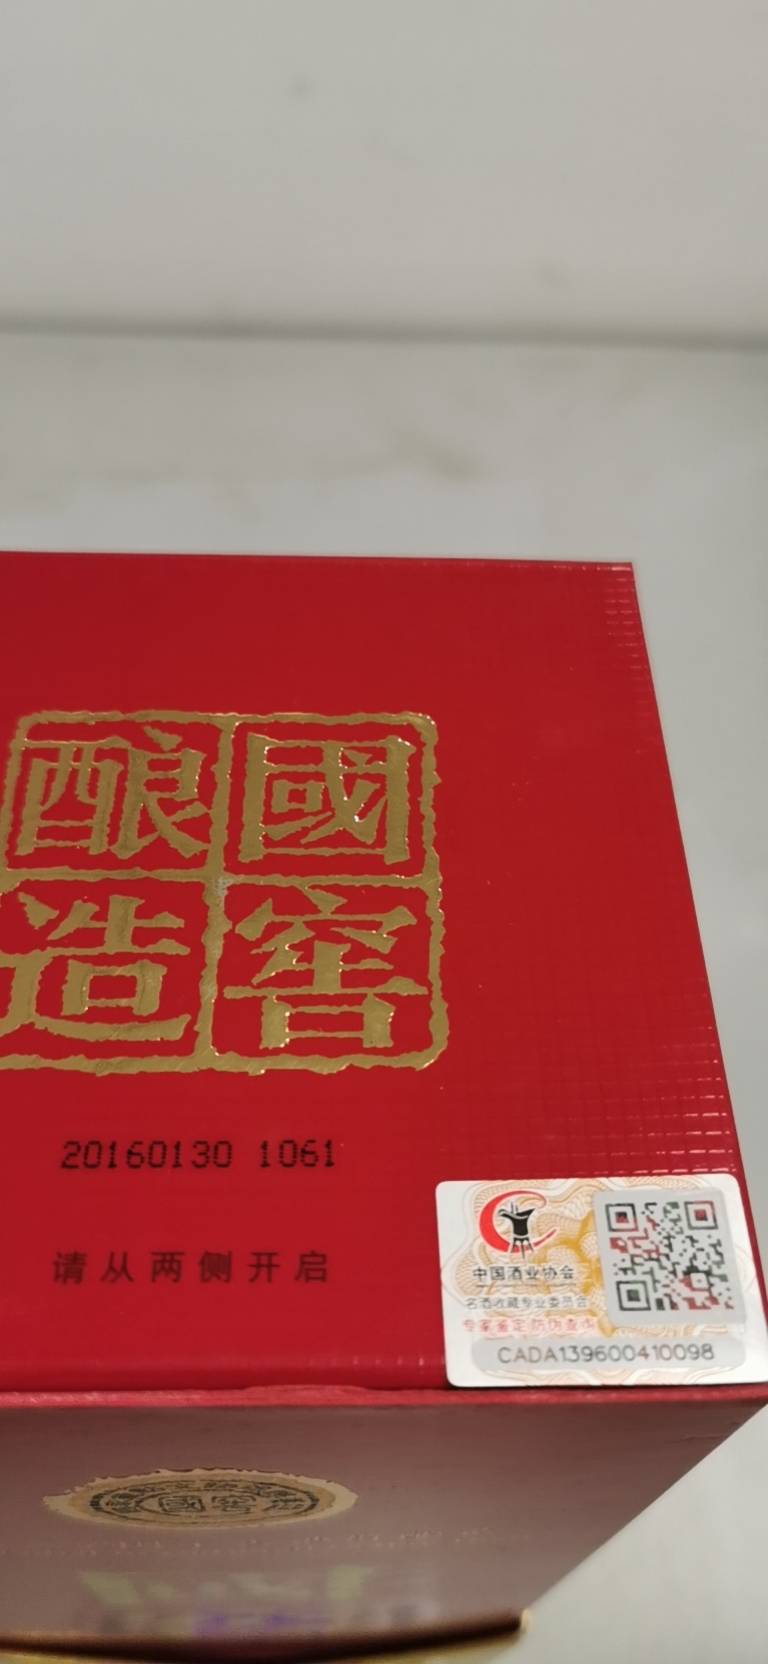 國窖
酿造
20160130 1061
请从两侧开启
中国酒业协会
名酒收藏专业委员会
专家鉴定 防伪查询
CADA139600410098